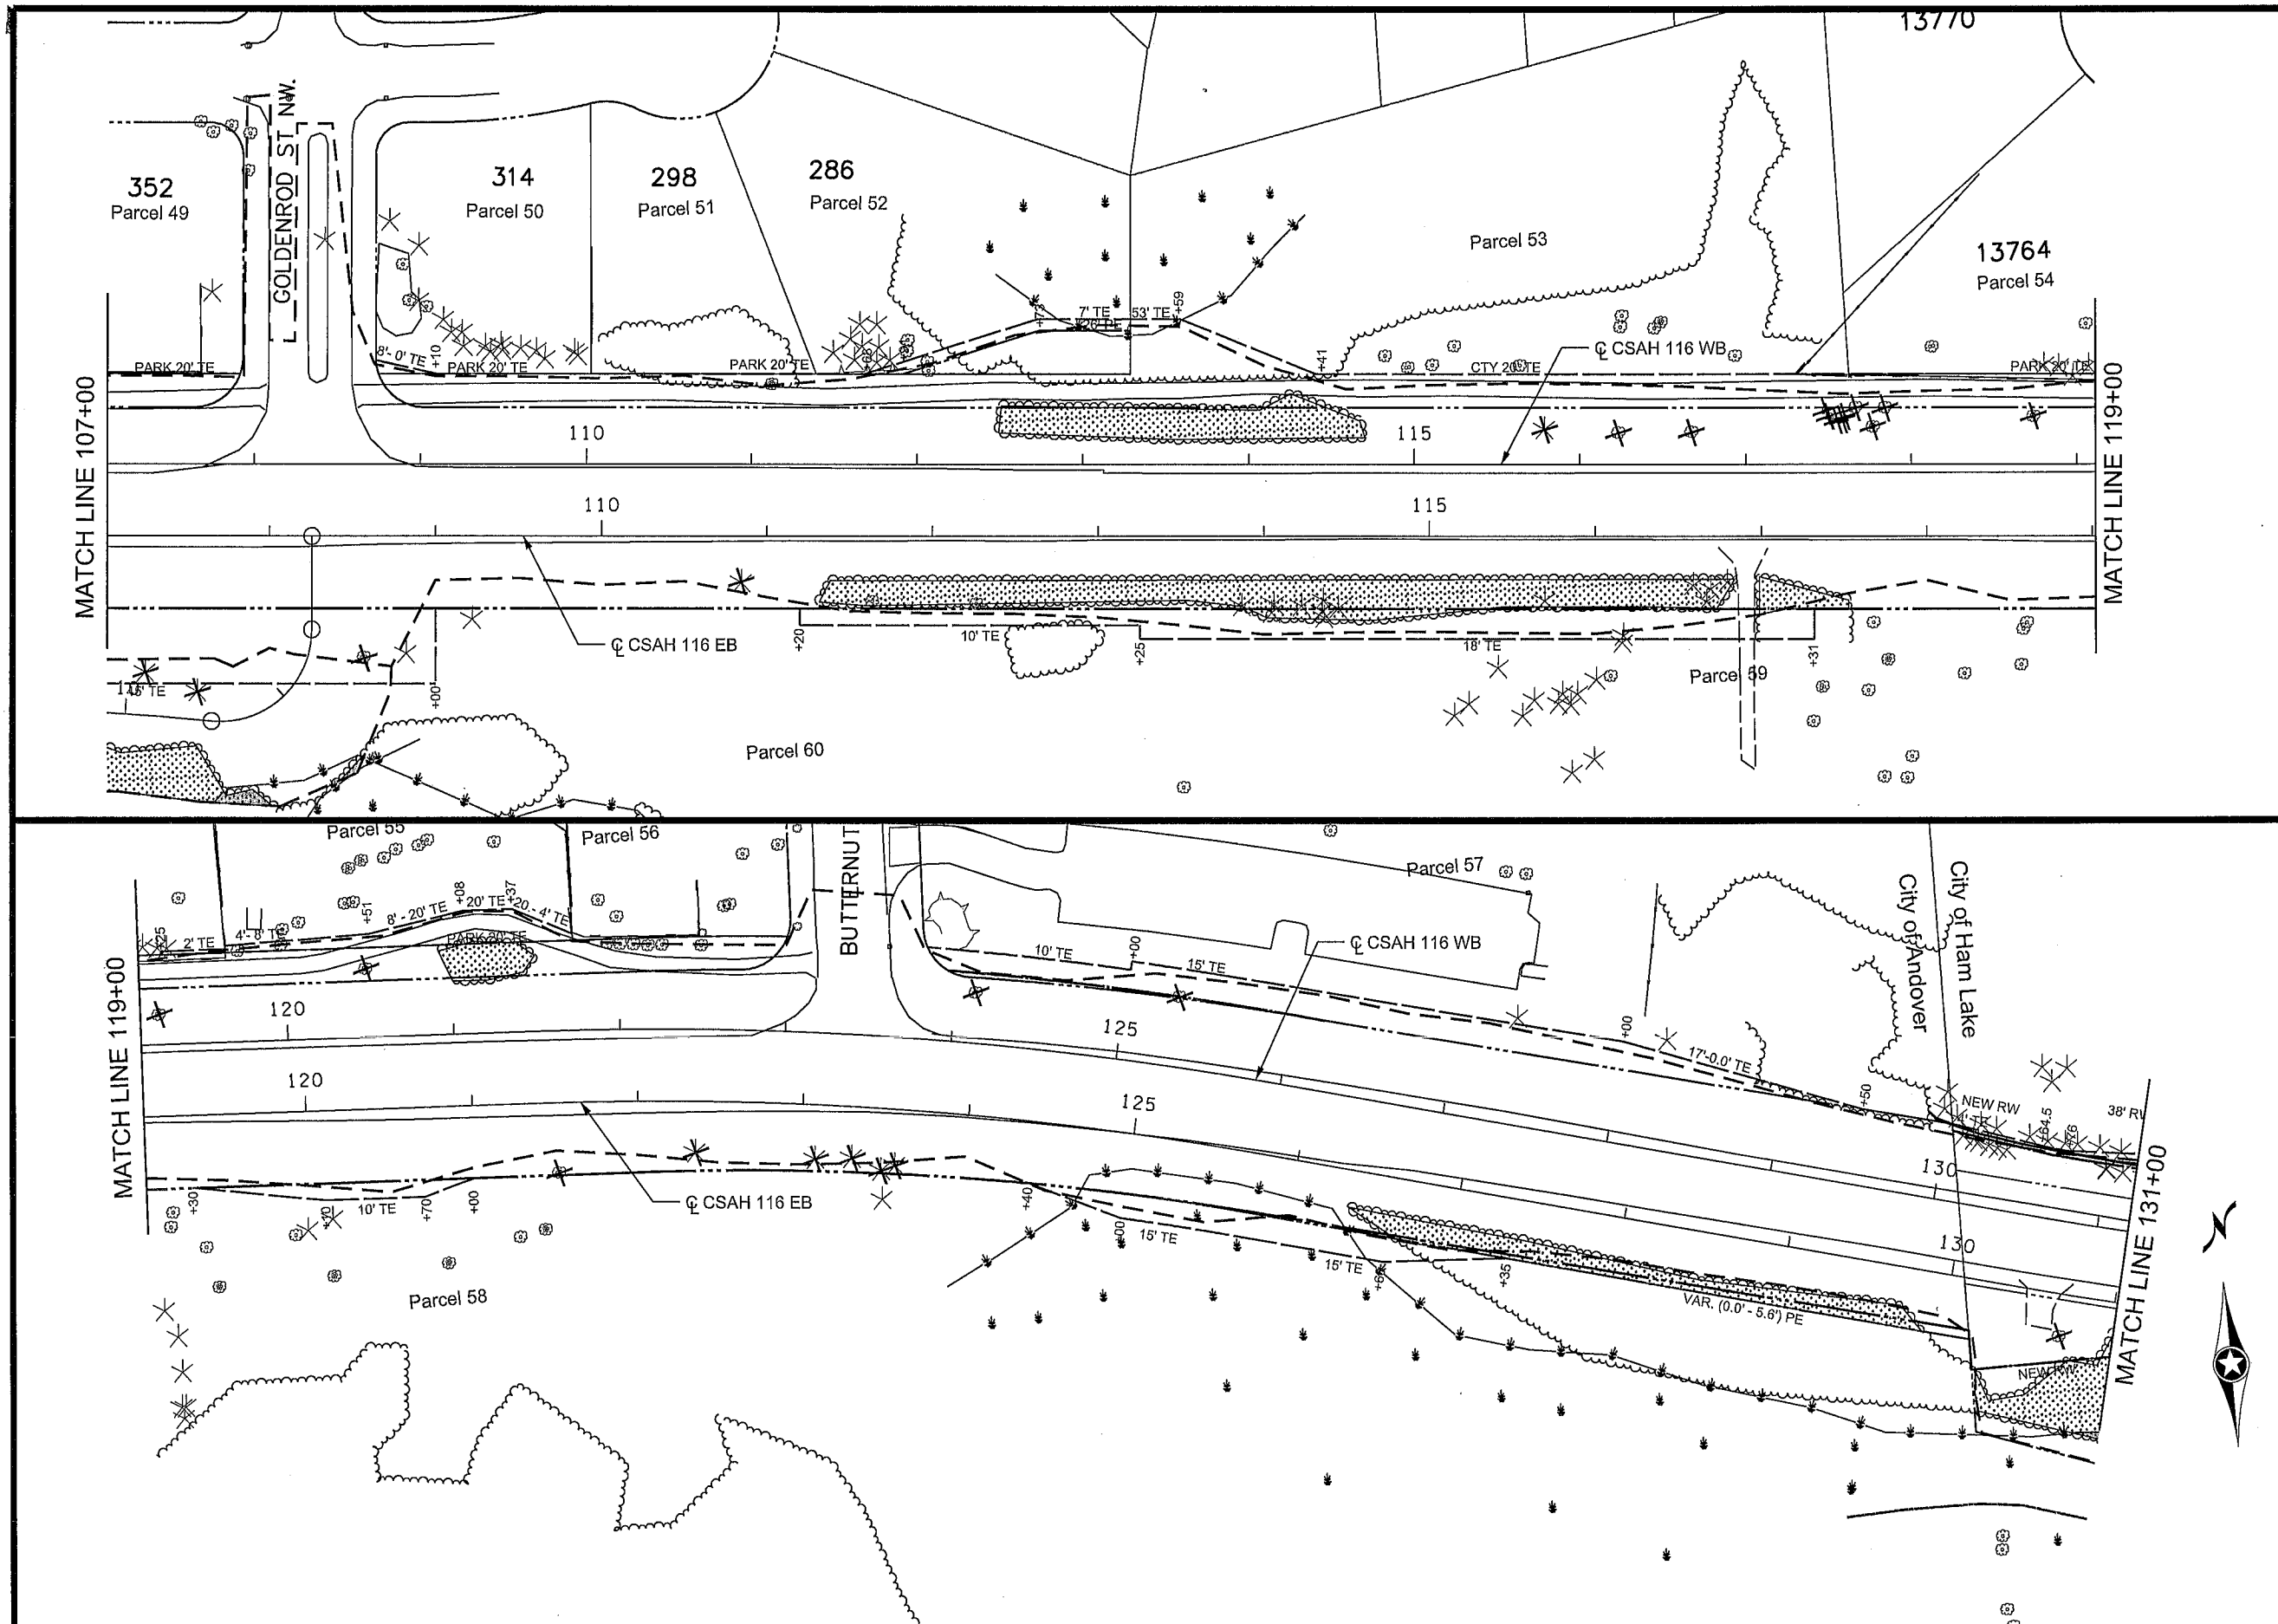 13770
GOLDENROD ST NW.
352
Parcel 49
314
Parcel 50
298
Parcel 51
286
Parcel 52
Parcel 53
13764
Parcel 54
7' TE
53' TE
+59
8'- 0' TE
+10
+41
PARK 20' TE
PARK 20' TE
PARK 20' TE
CTY 20' TE
PARK 20' TE
℄ CSAH 116 WB
MATCH LINE 107+00
MATCH LINE 119+00
110
115
110
115
℄ CSAH 116 EB
+20
10' TE
+25
18' TE
+31
Parcel 59
+00
Parcel 60
Parcel 55
Parcel 56
BUTTERNUT
Parcel 57
City of Andover
City of Ham Lake
2' TE
4'- 8' TE
+51
8' - 20' TE
+08
20' TE
+37
20 - 4' TE
PARK 20' TE
10' TE
+00
15' TE
℄ CSAH 116 WB
+00
17'-0.0' TE
+50
NEW RW
+64.5
+76
MATCH LINE 119+00
120
125
130
120
125
130
MATCH LINE 131+00
+30
+10
10' TE
+70
+00
℄ CSAH 116 EB
+40
+00
15' TE
15' TE
+35
VAR. (0.0' - 5.6') PE
NEW RW
Parcel 58